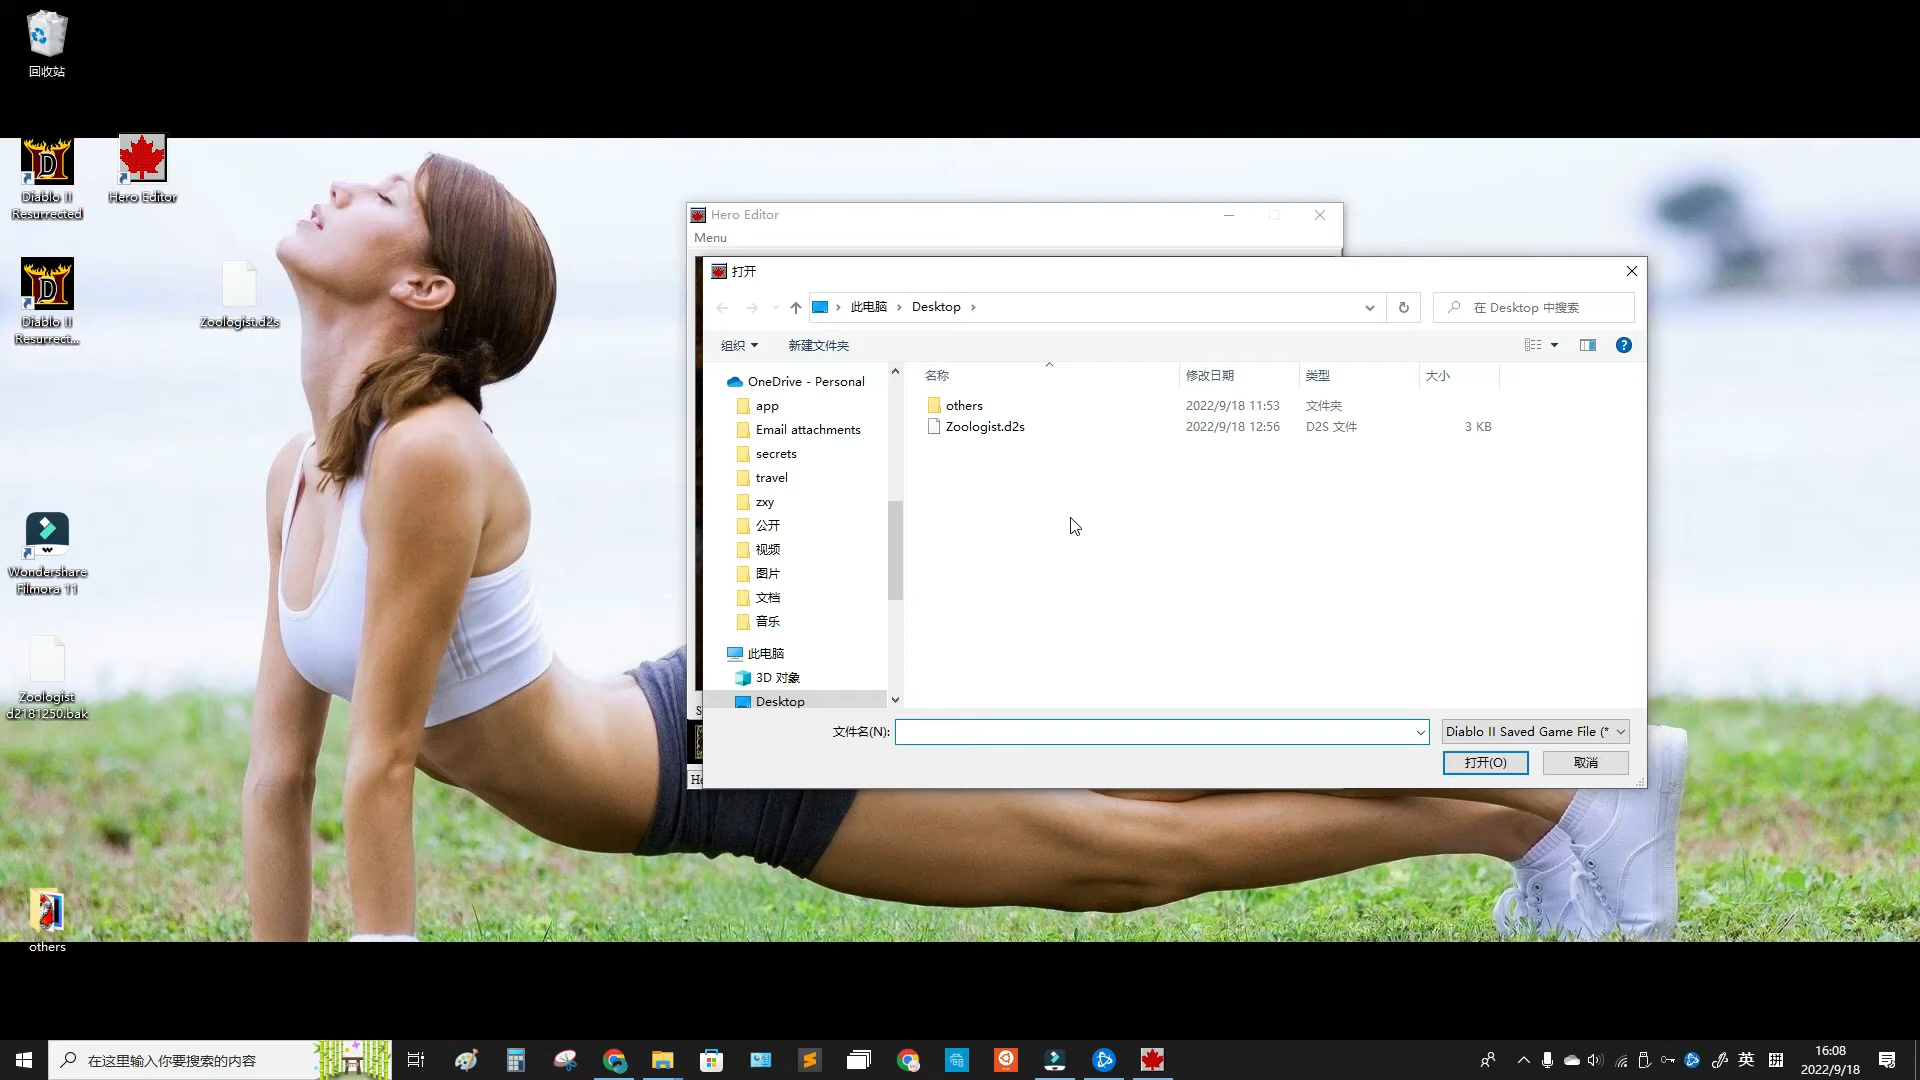 回收站
Diablo II
Resurrected
Hero Editor
Diablo II
Resurrect...
Zoologist.d2s
Wondershare
Filmora 11
Zoologist
d2181250.bak
others
Hero Editor
Menu
打开
此电脑
Desktop
在 Desktop 中搜索
组织
新建文件夹
OneDrive - Personal
app
Email attachments
secrets
travel
zxy
公开
视频
图片
文档
音乐
此电脑
3D 对象
Desktop
名称 修改日期 类型 大小
others 2022/9/18 11:53 文件夹
Zoologist.d2s 2022/9/18 12:56 D2S 文件 3 KB
文件名(N):
Diablo II Saved Game File (*
打开(O)
取消
在这里输入你要搜索的内容
英
拼
16:08
2022/9/18